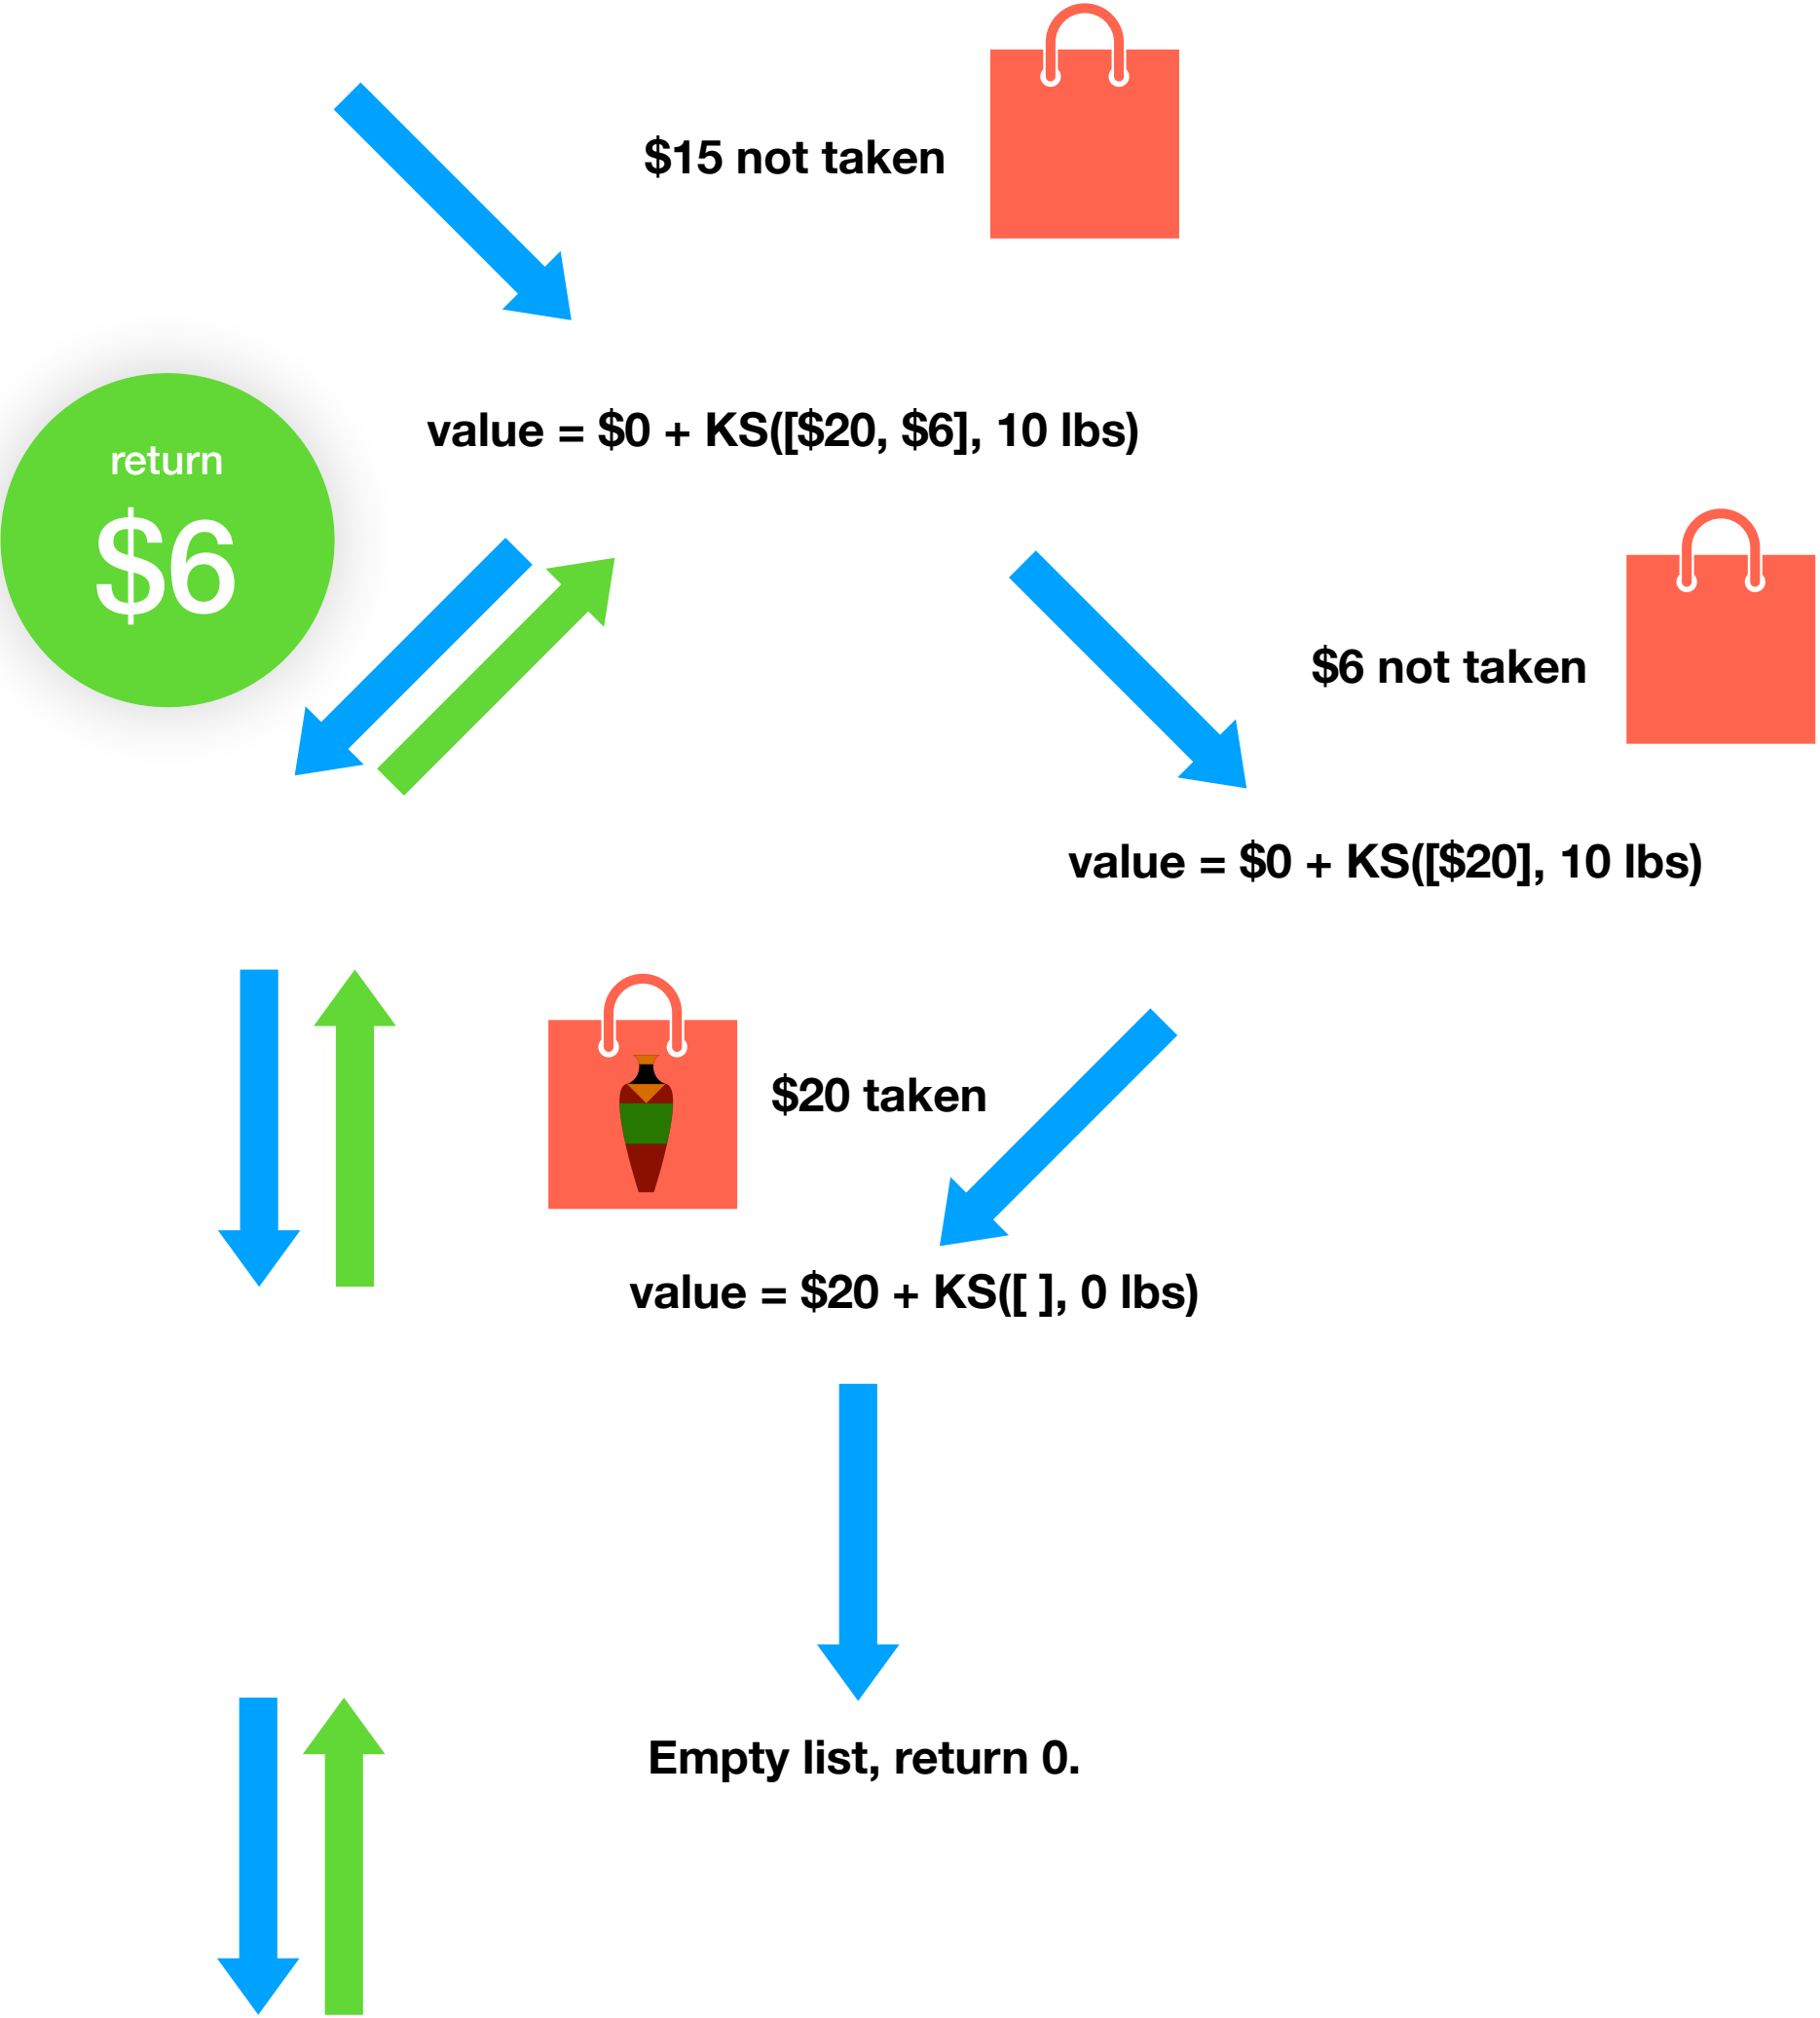 $15 not taken
value = $0 + KS([$20, $6], 10 lbs)
return
$6
$6 not taken
value = $0 + KS([$20], 10 lbs)
$20 taken
value = $20 + KS([ ], 0 lbs)
Empty list, return 0.